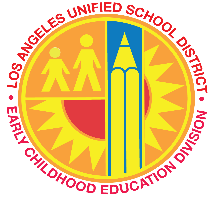 • LOS ANGELES UNIFIED SCHOOL DISTRICT •
EARLY CHILDHOOD EDUCATION DIVISION